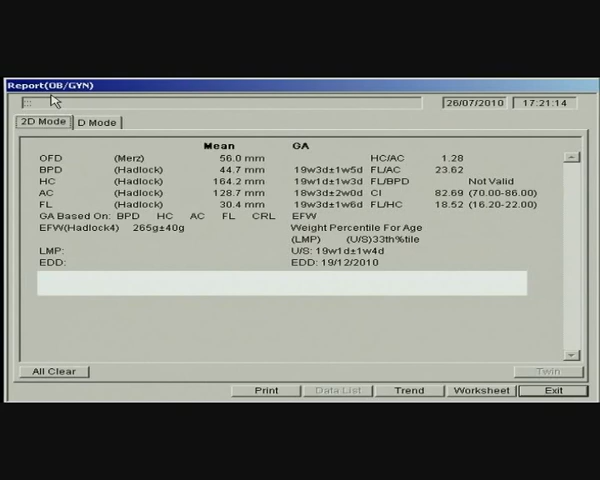 Report(OB/GYN)
26/07/2010 17:21:14
2D Mode D Mode
Mean GA
OFD (Merz) 56.0 mm HC/AC 1.28
BPD (Hadlock) 44.7 mm 19w3d±1w5d FL/AC 23.62
HC (Hadlock) 164.2 mm 19w1d±1w3d FL/BPD Not Valid
AC (Hadlock) 128.7 mm 18w3d±2w0d CI 82.69 (70.00-86.00)
FL (Hadlock) 30.4 mm 19w3d±1w6d FL/HC 18.52 (16.20-22.00)
GA Based On: BPD HC AC FL CRL EFW
EFW(Hadlock4) 265g±40g Weight Percentile For Age
(LMP) (U/S)33th%tile
LMP: U/S: 19w1d±1w4d
EDD: EDD: 19/12/2010
All Clear Twin
Print Data List Trend Worksheet Exit